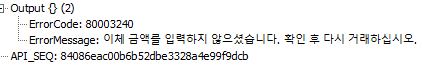 Output {} (2)
ErrorCode: 80003240
ErrorMessage: 이체 금액을 입력하지 않으셨습니다. 확인 후 다시 거래하십시오.
API_SEQ: 84086eac00b6b52dbe3328a4e99f9dcb